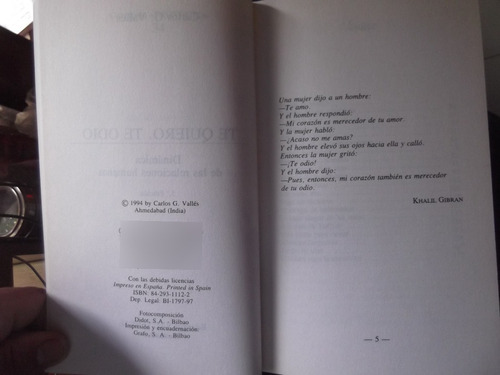 © 1994 by Carlos G. Vallés
Ahmedabad (India)
Con las debidas licencias
Impreso en España. Printed in Spain
ISBN: 84-293-1112-2
Dep. Legal: BI-1797-97
Fotocomposición
Didot, S.A. - Bilbao
Impresión y encuadernación:
Grafo, S. A. - Bilbao
Una mujer dijo a un hombre:
—Te amo.
Y el hombre respondió:
—Mi corazón es merecedor de tu amor.
Y la mujer habló:
—¿Acaso no me amas?
Y el hombre elevó sus ojos hacia ella y calló.
Entonces la mujer gritó:
—¡Te odio!
Y el hombre dijo:
—Pues, entonces, mi corazón también es merecedor
de tu odio.
KHALIL GIBRAN
— 5 —